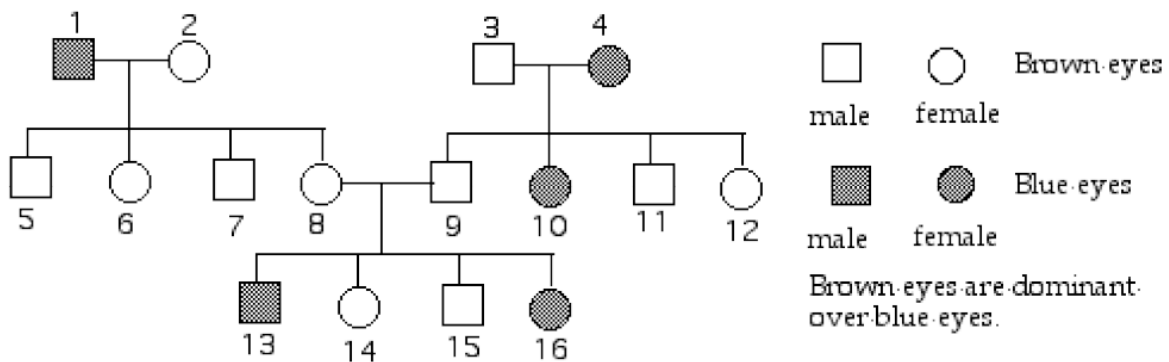 1 2 3 4
Brown eyes
male female
5 6 7 8 9 10 11 12
Blue eyes
male female
Brown eyes are dominant
over blue eyes.
13 14 15 16